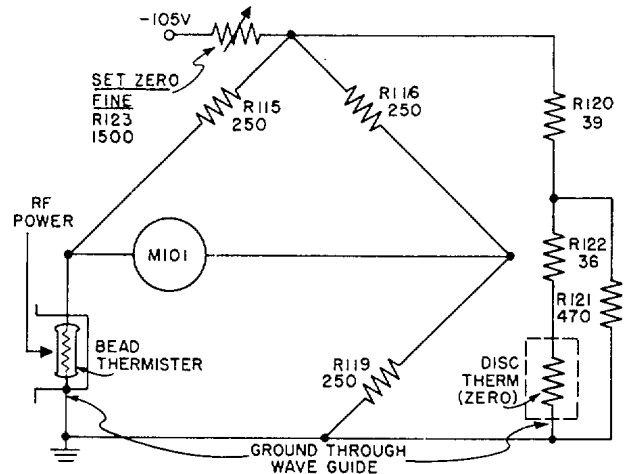 -105V
SET ZERO
FINE
R123
1500
R115
250
R116
250
R120
39
RF
POWER
M101
R122
36
R121
470
BEAD
THERMISTER
R119
250
DISC
THERM
(ZERO)
GROUND THROUGH
WAVE GUIDE